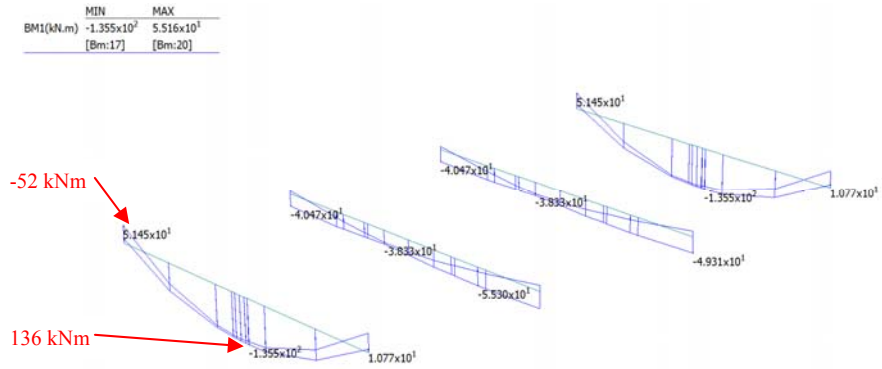 MIN MAX
BM1(kN.m) -1.355x10² 5.516x10¹
[Bm:17] [Bm:20]
5.145x10¹
-4.047x10¹
-3.833x10¹
-1.355x10²
1.077x10¹
-4.931x10¹
-52 kNm
5.145x10¹
-4.047x10¹
-3.833x10¹
-5.530x10¹
136 kNm
-1.355x10²
1.077x10¹